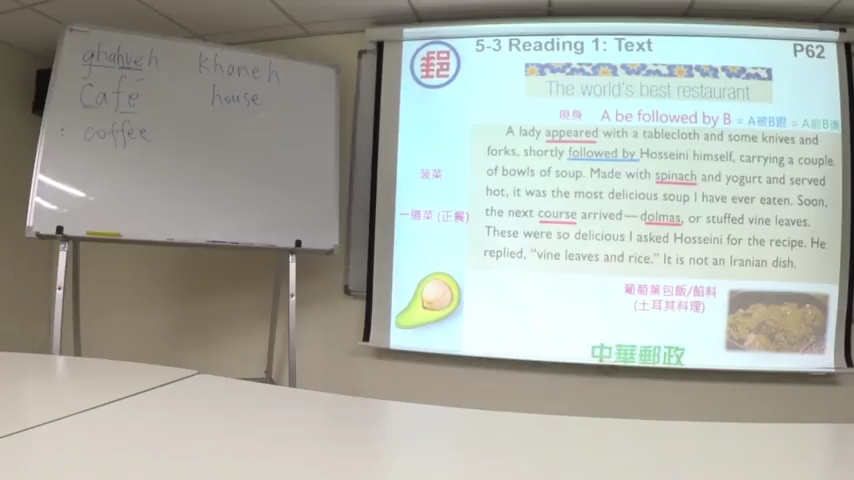 ghahveh khaneh
Café house
: coffee
郵
5-3 Reading 1: Text
P62
The world's best restaurant
現身 A be followed by B = A被B跟 = A前B後
A lady appeared with a tablecloth and some knives and
forks, shortly followed by Hosseini himself, carrying a couple
of bowls of soup. Made with spinach and yogurt and served
hot, it was the most delicious soup I have ever eaten. Soon,
the next course arrived—dolmas, or stuffed vine leaves.
These were so delicious I asked Hosseini for the recipe. He
replied, "vine leaves and rice." It is not an Iranian dish.
菠菜
一道菜 (正餐)
葡萄葉包飯/餡料
(土耳其料理)
中華郵政